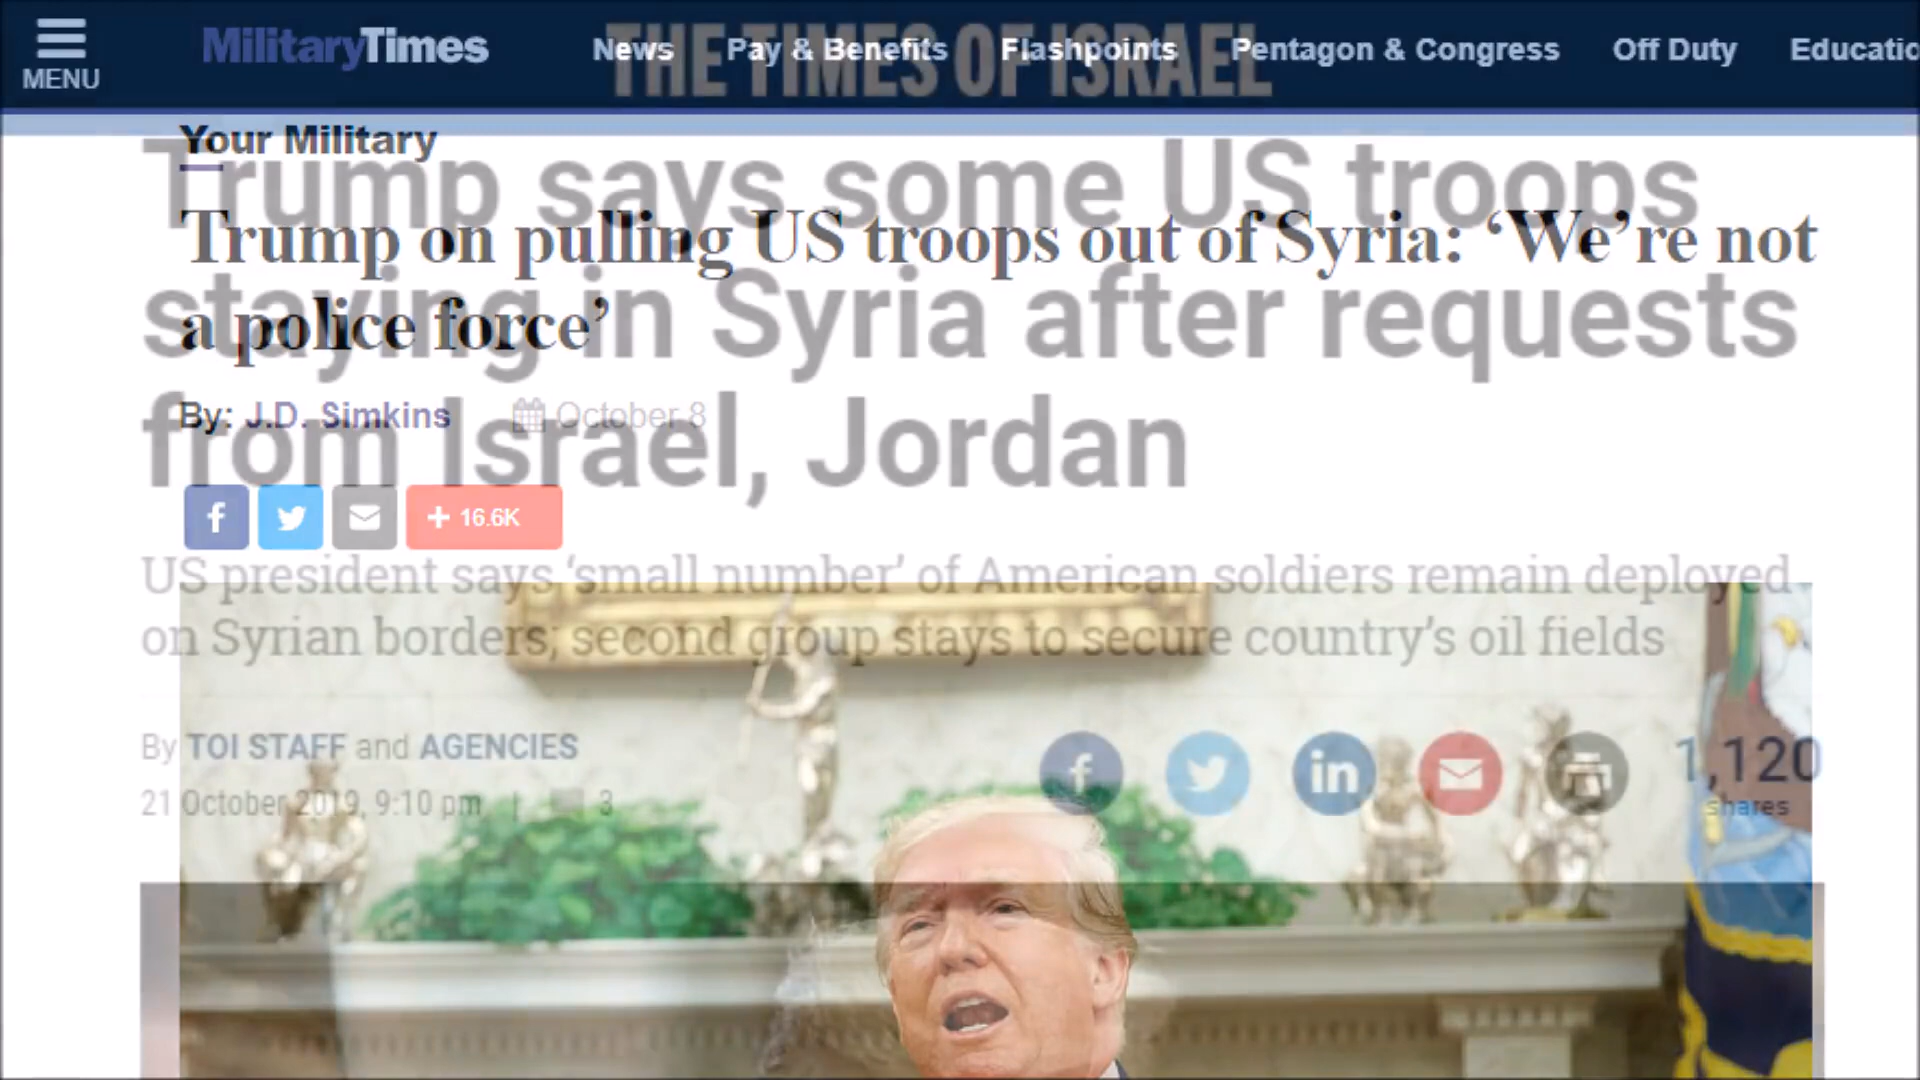 MENU
MilitaryTimes
News
Pay & Benefits
Flashpoints
Pentagon & Congress
Off Duty
Educatio
Your Military
Trump on pulling US troops out of Syria: ‘We’re not
a police force’
By: J.D. Simkins
October 8
+ 16.6K
THE TIMES OF ISRAEL
Trump says some US troops
staying in Syria after requests
from Israel, Jordan
US president says ‘small number’ of American soldiers remain deployed
on Syrian borders; second group stays to secure country’s oil fields
By TOI STAFF and AGENCIES
21 October 2019, 9:10 pm | 3
1,120
shares